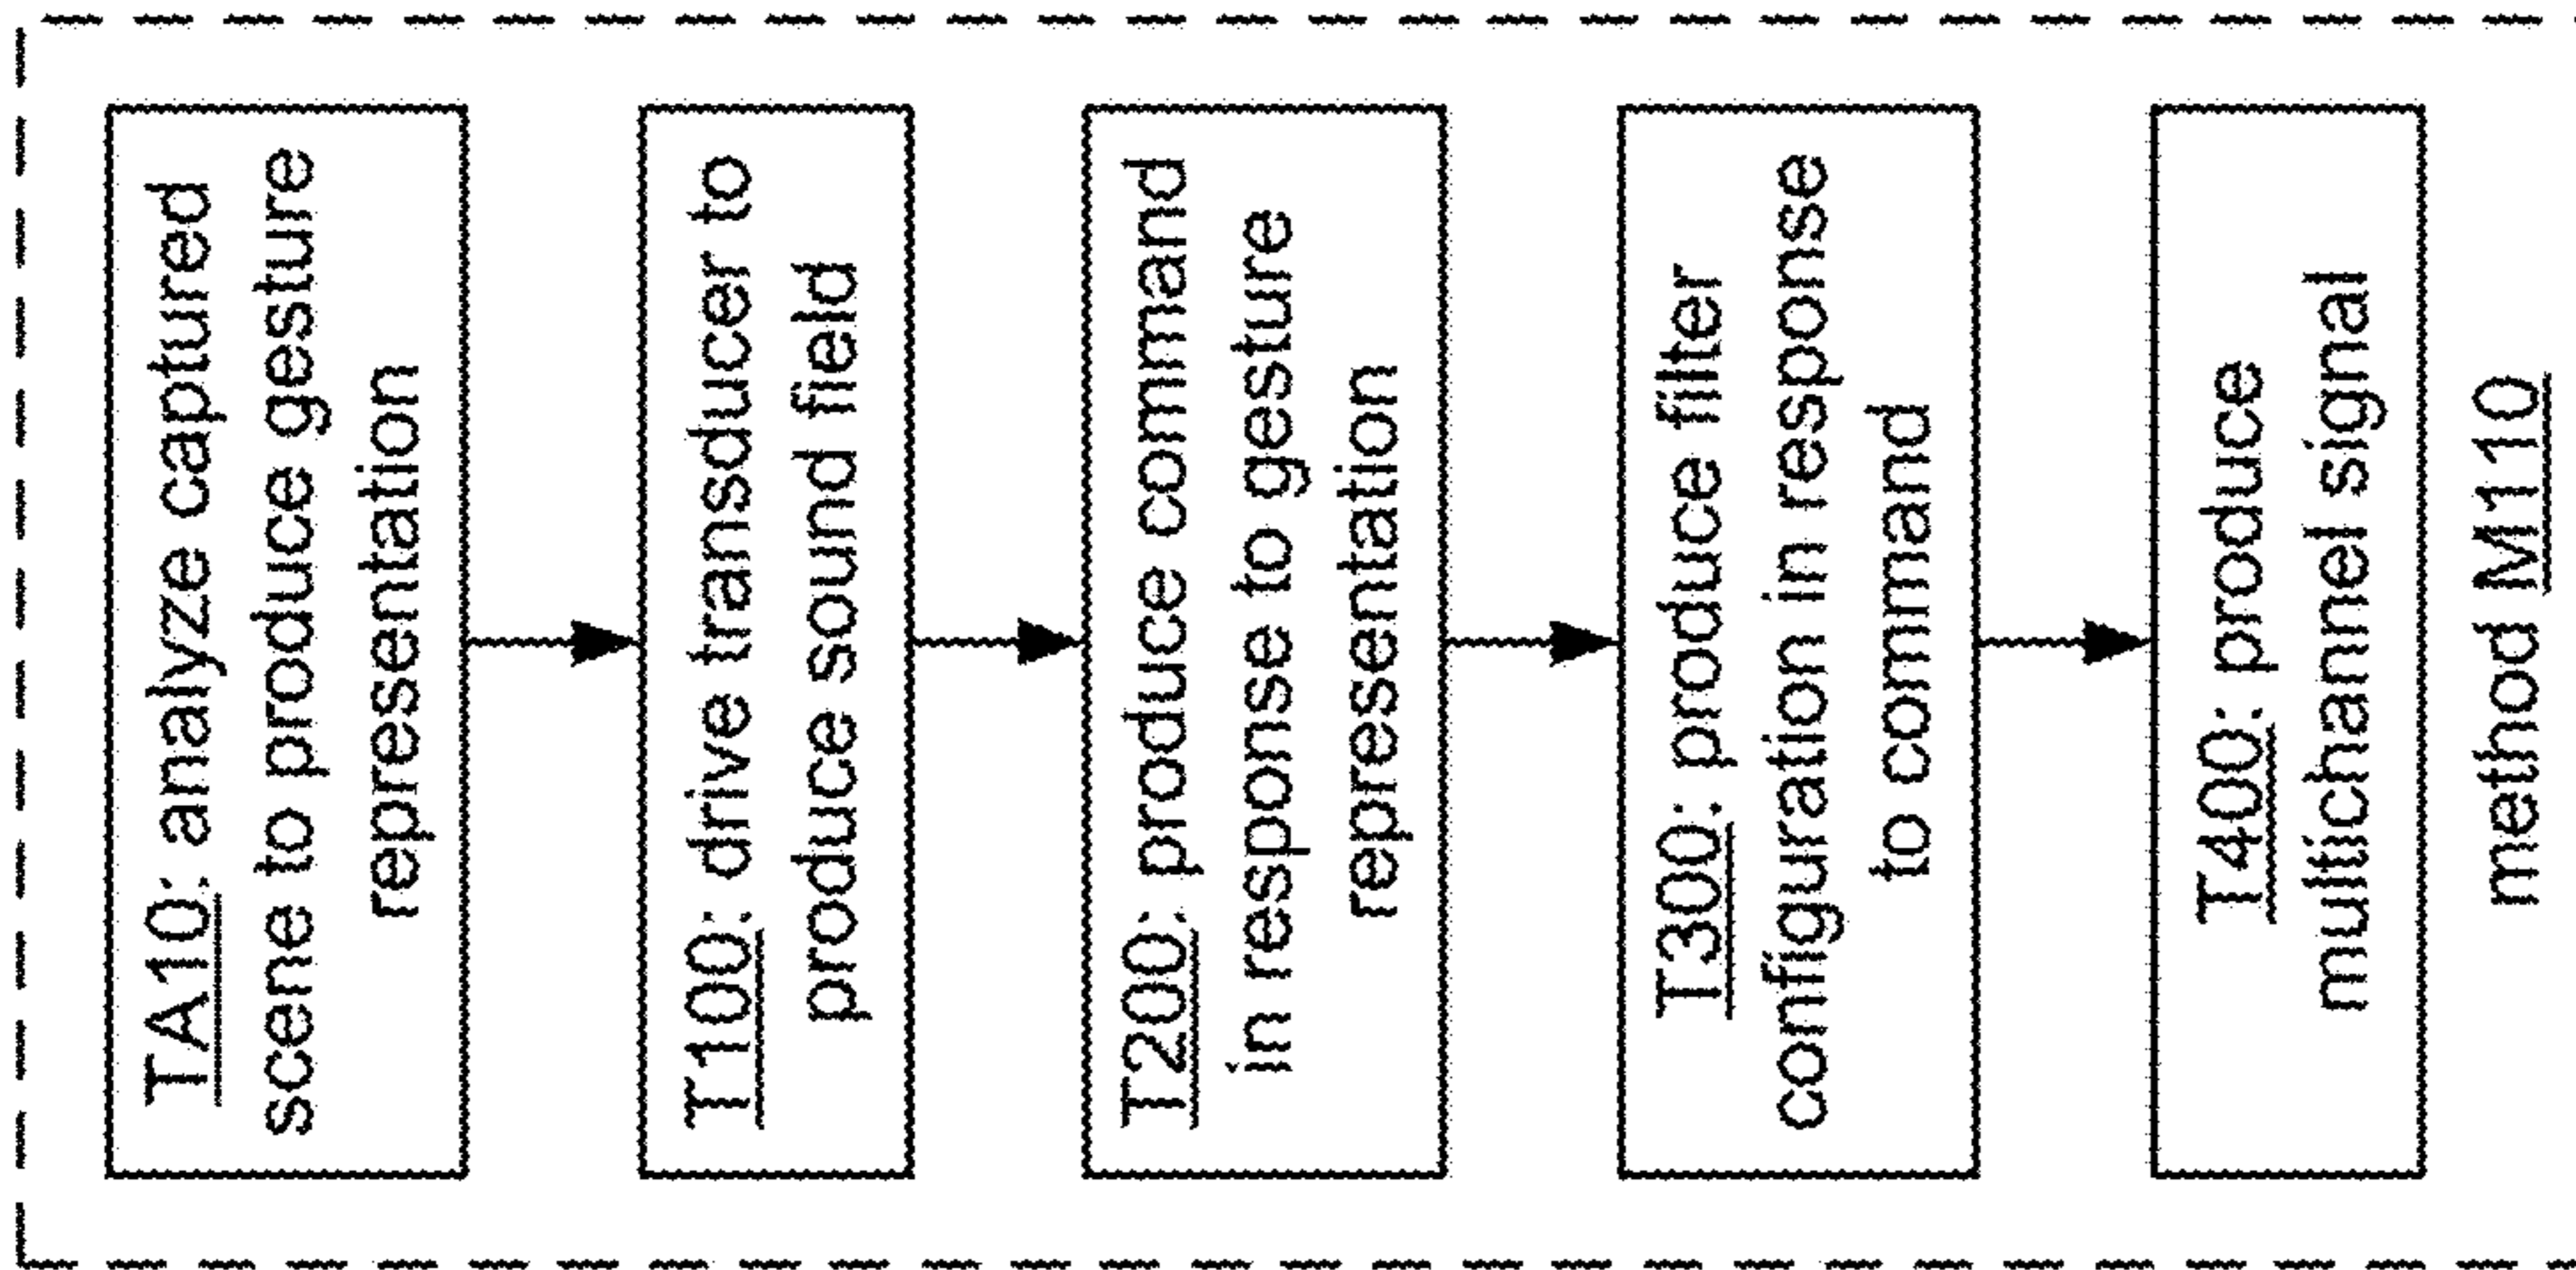 TA10: analyze captured
scene to produce gesture
representation
T100: drive transducer to
produce sound field
T200: produce command
in response to gesture
representation
T300: produce filter
configuration in response
to command
T400: produce
multichannel signal
method M110